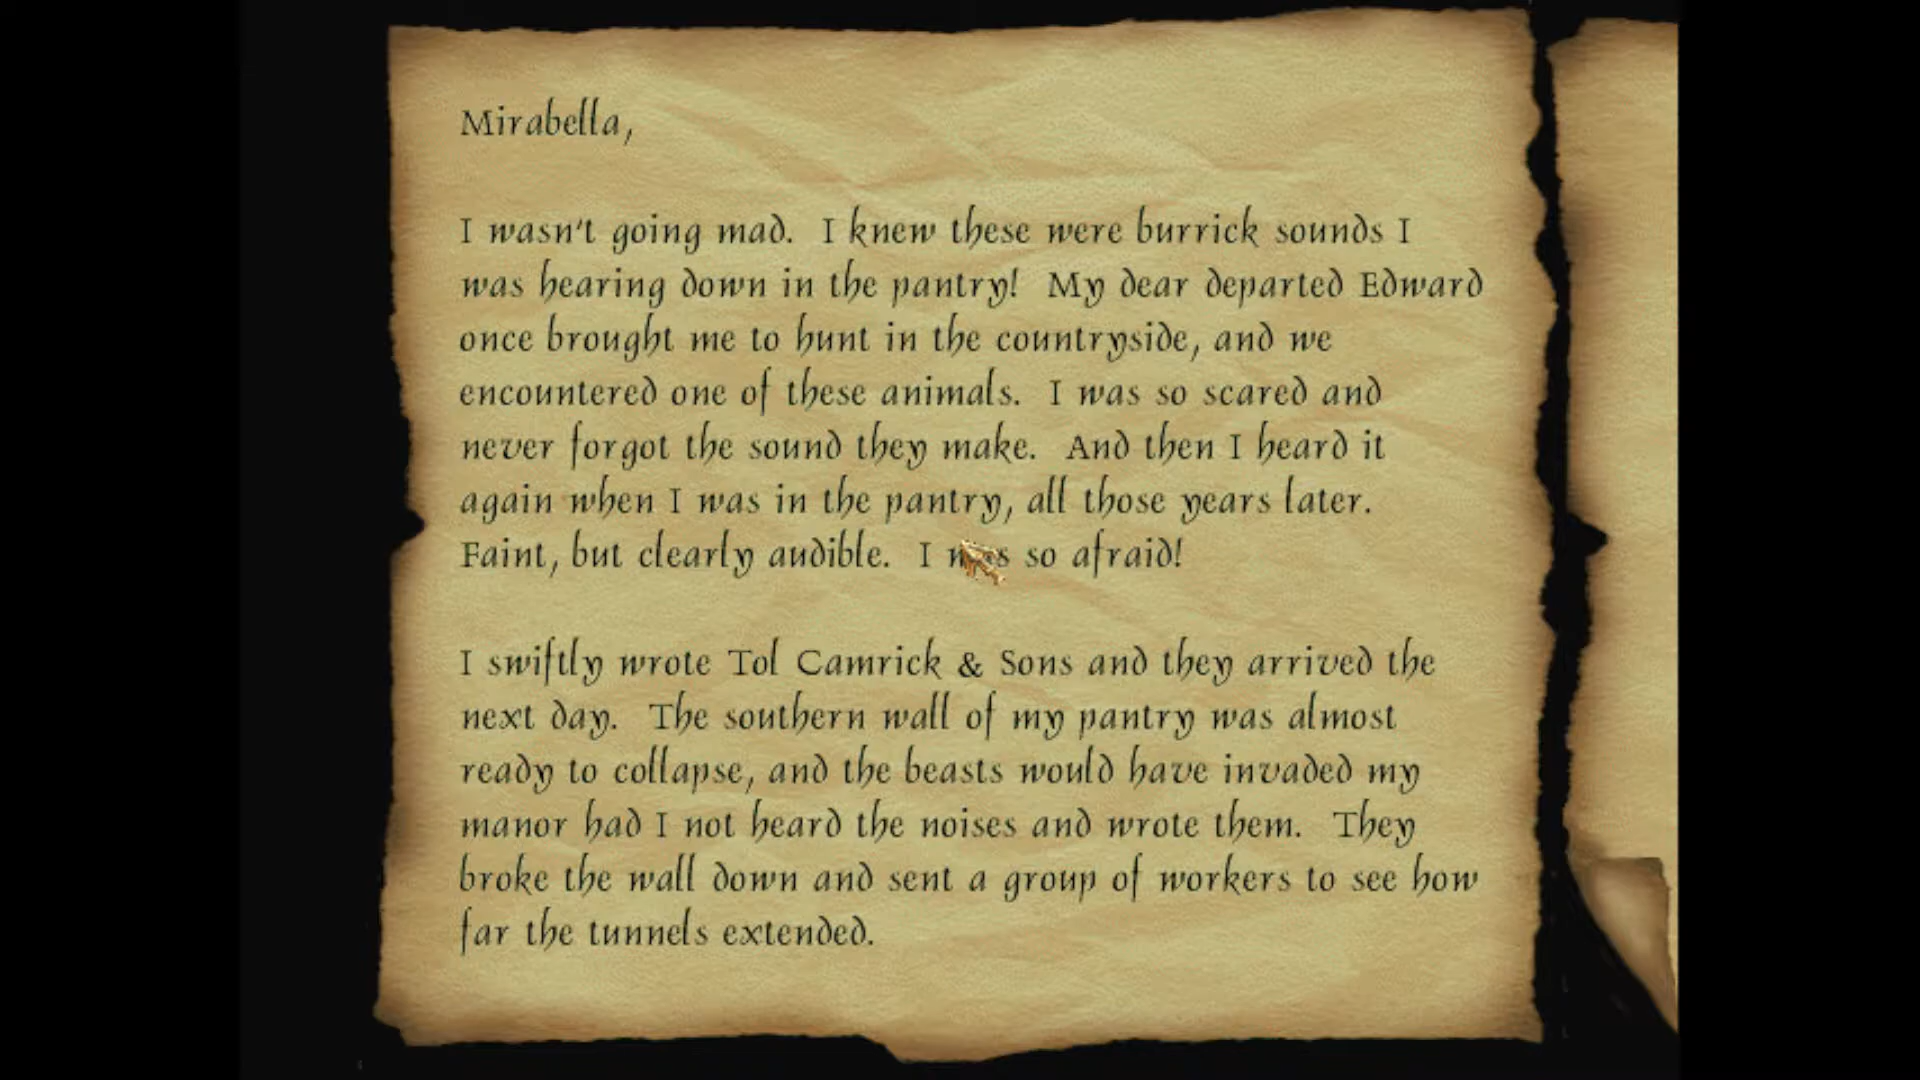 Mirabella,
I wasn't going mad. I knew these were burrick sounds I
was hearing down in the pantry! My dear departed Edward
once brought me to hunt in the countryside, and we
encountered one of these animals. I was so scared and
never forgot the sound they make. And then I heard it
again when I was in the pantry, all those years later.
Faint, but clearly audible. I was so afraid!
I swiftly wrote Tol Camrick & Sons and they arrived the
next day. The southern wall of my pantry was almost
ready to collapse, and the beasts would have invaded my
manor had I not heard the noises and wrote them. They
broke the wall down and sent a group of workers to see how
far the tunnels extended.